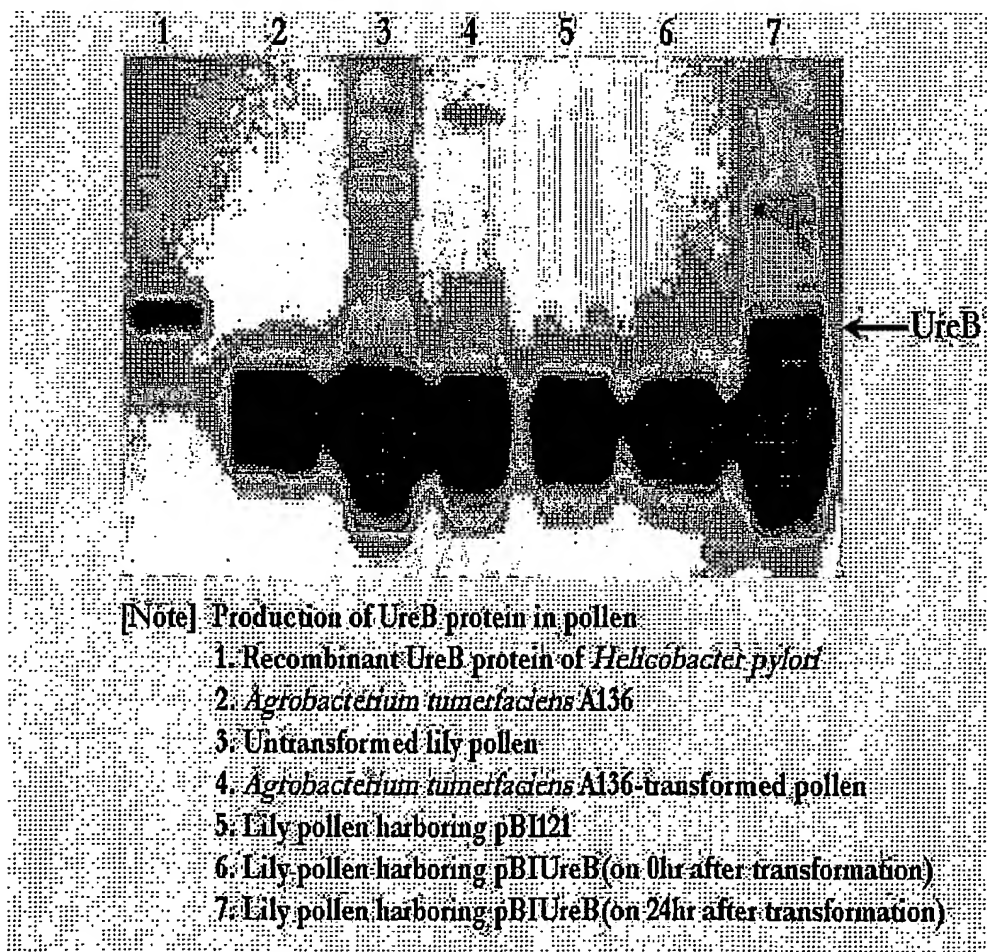 1 2 3 4 5 6 7
UreB
[Note] Production of UreB protein in pollen
1. Recombinant UreB protein of Helicobacter pylori
2. Agrobacterium tumerfaciens A136
3. Untransformed lily pollen
4. Agrobacterium tumerfaciens A136-transformed pollen
5. Lily pollen harboring pBI121
6. Lily pollen harboring pBIUreB(on 0hr after transformation)
7. Lily pollen harboring pBIUreB(on 24hr after transformation)